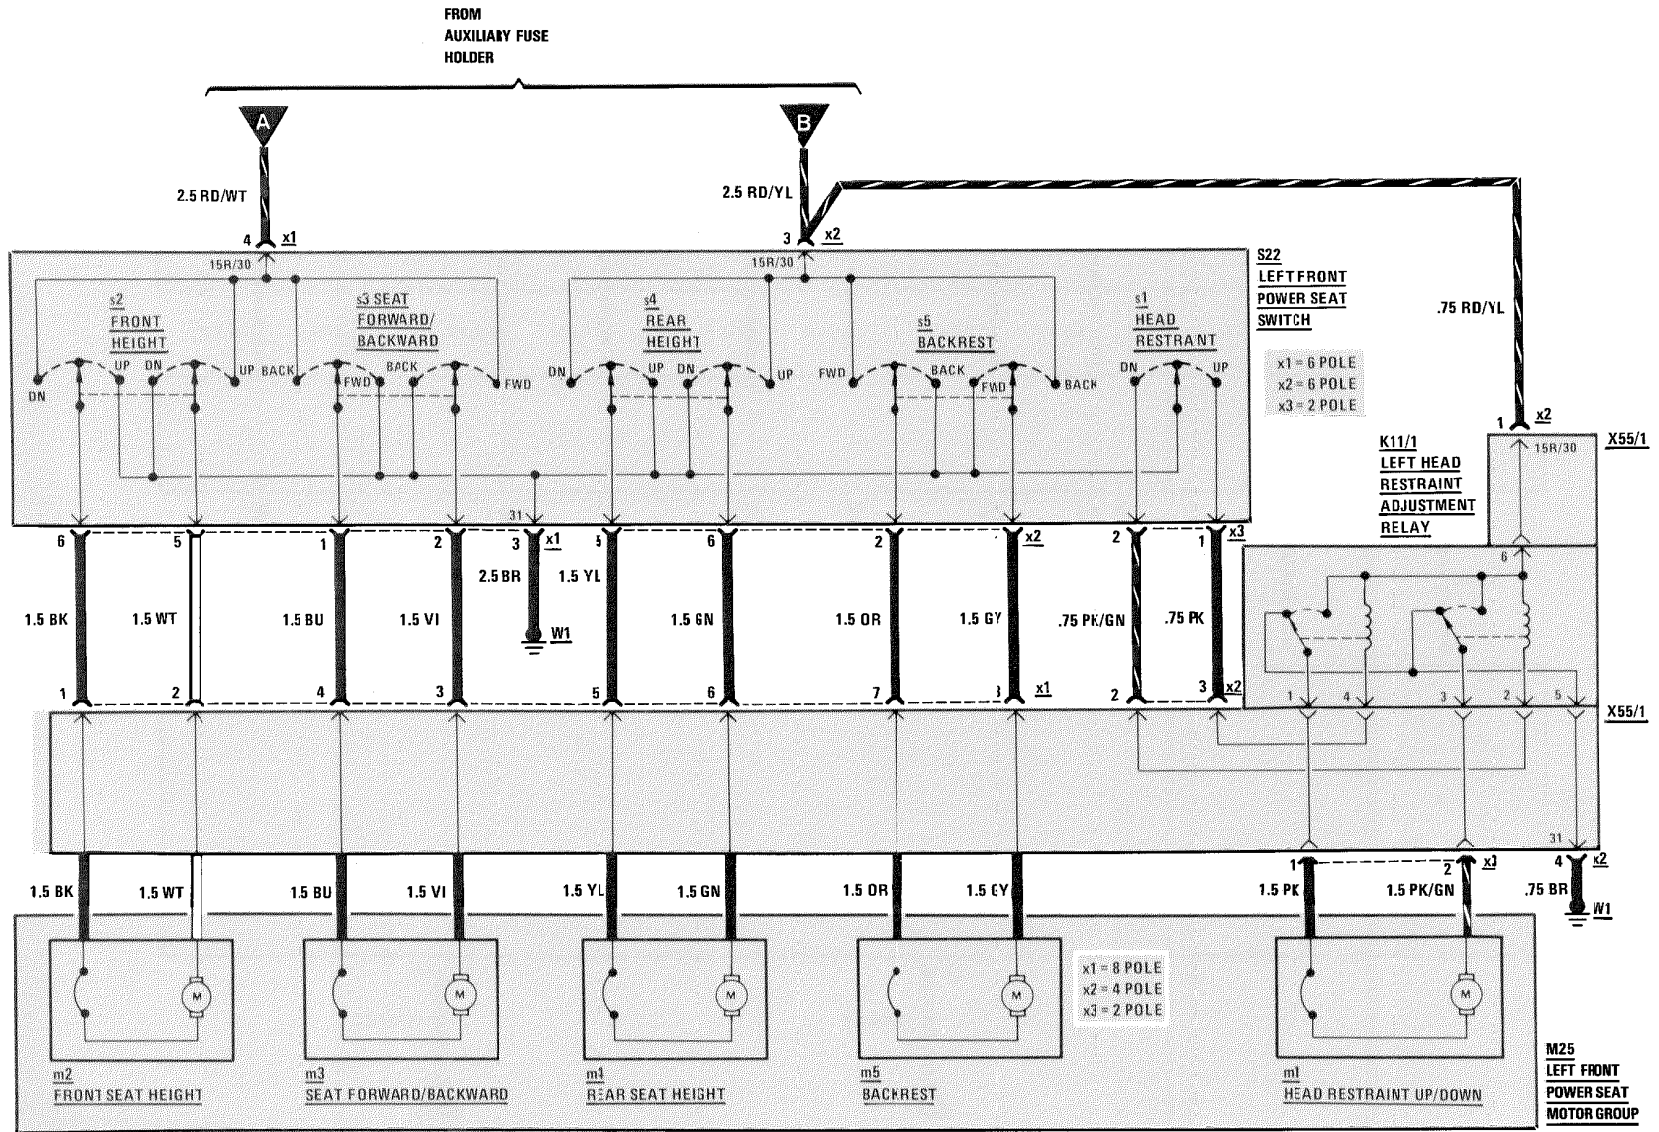 FROM
AUXILIARY FUSE
HOLDER
A
B
2.5 RD/WT
2.5 RD/YL
4 x1
3 x2
15R/30
15R/30
S22
LEFT FRONT
POWER SEAT
SWITCH
.75 RD/YL
s2
FRONT
HEIGHT
s3 SEAT
FORWARD/
BACKWARD
s4
REAR
HEIGHT
s5
BACKREST
s1
HEAD
RESTRAINT
x1 = 6 POLE
x2 = 6 POLE
x3 = 2 POLE
DN UP DN UP BACK FWD BACK FWD DN UP DN UP FWD BACK FWD BACK DN UP
1 x2
K11/1
LEFT HEAD
RESTRAINT
ADJUSTMENT
RELAY
X55/1
15R/30
31
6 5 1 2 3 x1 5 6 2 x2 2 1 x3
6
2.5 BR 1.5 YL
1.5 BK 1.5 WT 1.5 BU 1.5 VI W1 1.5 GN 1.5 OR 1.5 GY .75 PK/GN .75 PK
1 2 4 3 5 6 7 x1 2 3 x2
1 4 3 2 5
X55/1
31
1 2 x3 4 x2
1.5 BK 1.5 WT 1.5 BU 1.5 VI 1.5 YL 1.5 GN 1.5 OR 1.5 GY 1.5 PK 1.5 PK/GN .75 BR
W1
x1 = 8 POLE
x2 = 4 POLE
x3 = 2 POLE
M M M M M
m2
FRONT SEAT HEIGHT
m3
SEAT FORWARD/BACKWARD
m4
REAR SEAT HEIGHT
m5
BACKREST
m1
HEAD RESTRAINT UP/DOWN
M25
LEFT FRONT
POWER SEAT
MOTOR GROUP